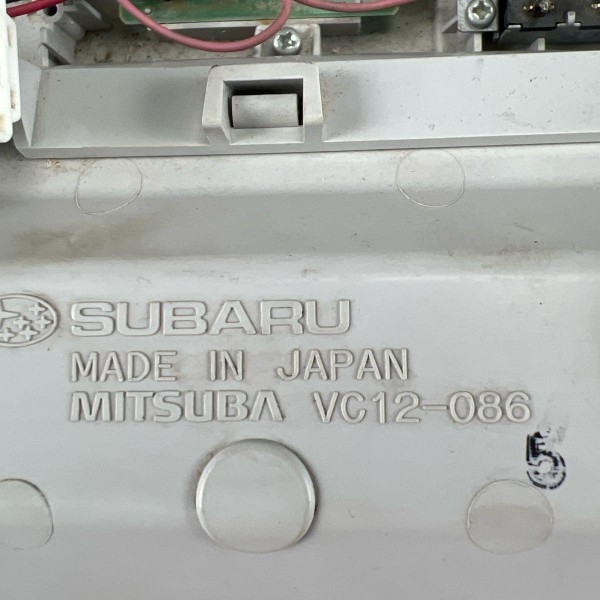 SUBARU
MADE IN JAPAN
MITSUBA VC12-086
5